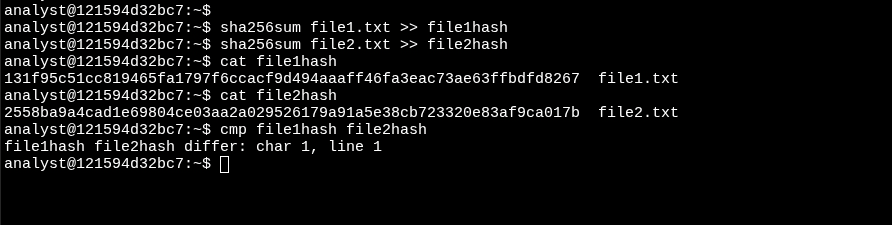 analyst@121594d32bc7:~$
analyst@121594d32bc7:~$ sha256sum file1.txt >> file1hash
analyst@121594d32bc7:~$ sha256sum file2.txt >> file2hash
analyst@121594d32bc7:~$ cat file1hash
131f95c51cc819465fa1797f6ccacf9d494aaaff46fa3eac73ae63ffbdfd8267  file1.txt
analyst@121594d32bc7:~$ cat file2hash
2558ba9a4cad1e69804ce03aa2a029526179a91a5e38cb723320e83af9ca017b  file2.txt
analyst@121594d32bc7:~$ cmp file1hash file2hash
file1hash file2hash differ: char 1, line 1
analyst@121594d32bc7:~$